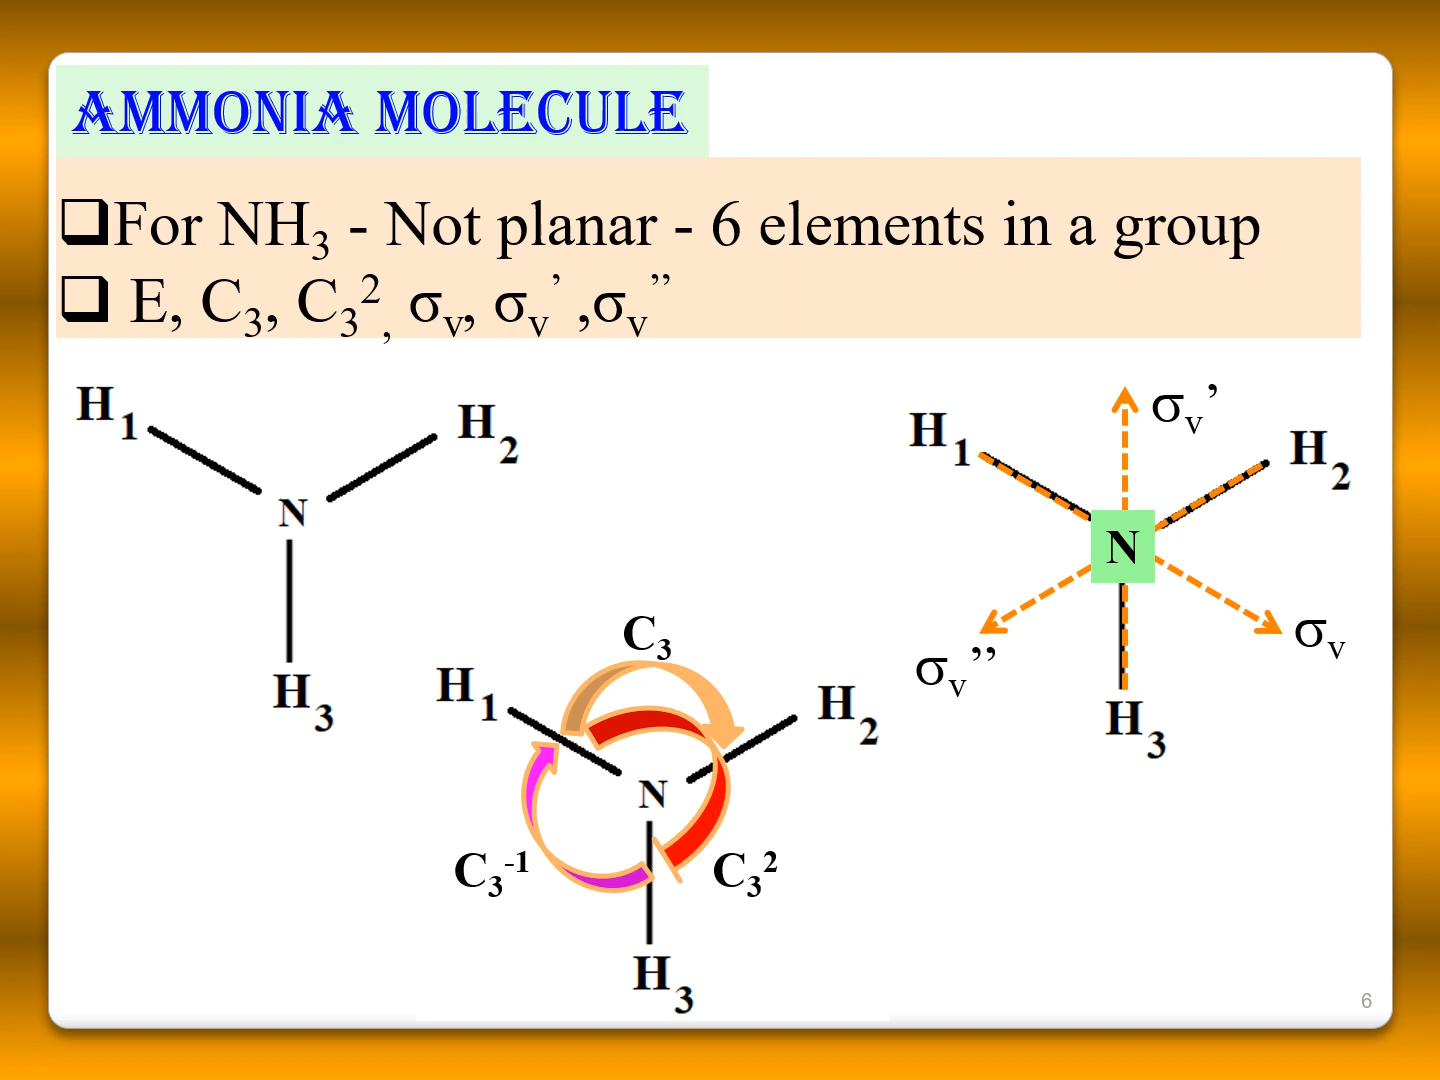 AMMONIA MOLECULE
❑For NH₃ - Not planar - 6 elements in a group
❑ E, C₃, C₃², σᵥ, σᵥ’ ,σᵥ’’
H₁
H₂
N
H₃
H₁
H₂
N
H₃
σᵥ’
σᵥ
σᵥ’’
C₃
H₁
H₂
N
C₃⁻¹
C₃²
H₃
6